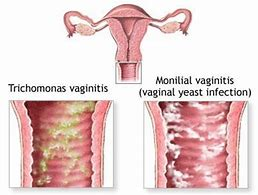 Trichomonas vaginitis
Monilial vaginitis
(vaginal yeast infection)